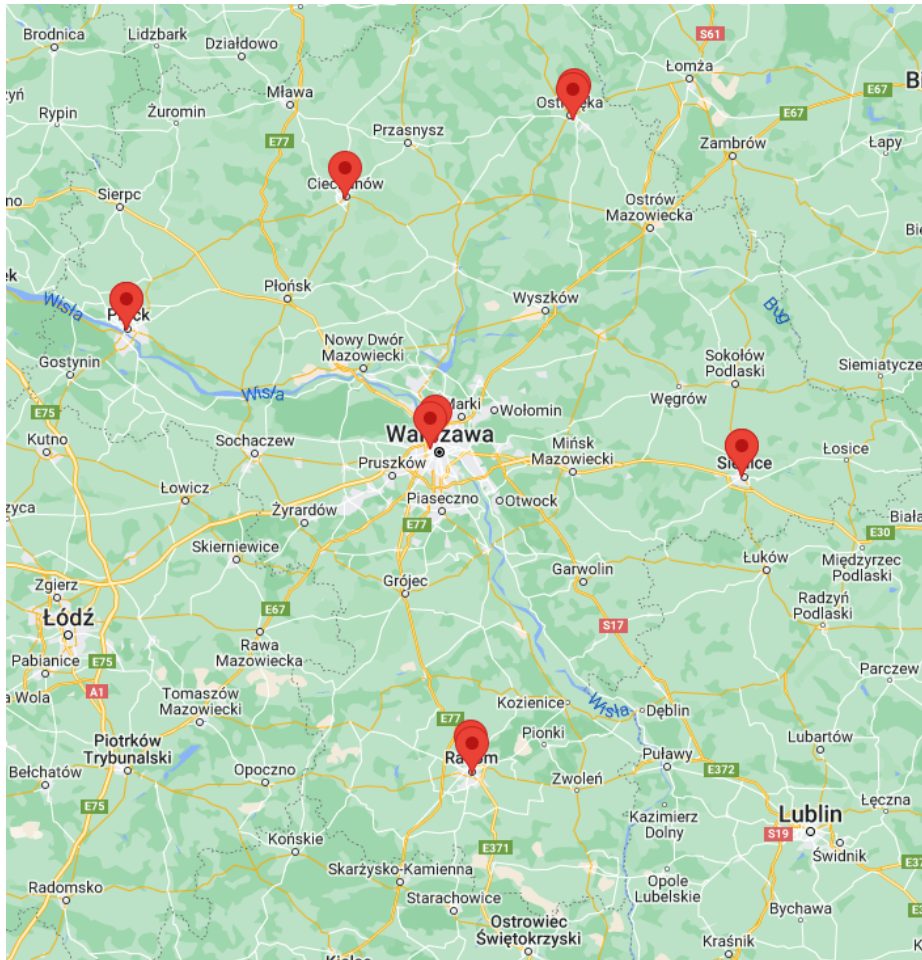 Brodnica
Lidzbark
Działdowo
S61
Łomża
E67
Rypin
Żuromin
Mława
E77
Przasnysz
E67
Zambrów
Łapy
Sierpc
Ostrów
Mazowiecka
Płońsk
Wyszków
Wisła
Bug
Gostynin
Nowy Dwór
Mazowiecki
Sokołów
Podlaski
Siemiatycze
Wisła
Węgrów
E75
Marki
Wołomin
Kutno
Sochaczew
Pruszków
Mińsk
Mazowiecki
Łosice
Łowicz
Piaseczno
Otwock
Żyrardów
E77
E30
Skierniewice
Łuków
Międzyrzec
Podlaski
Zgierz
Grójec
Garwolin
Radzyń
Podlaski
Łódź
E67
S17
Rawa
Mazowiecka
Pabianice
E75
A1
Parczew
Tomaszów
Mazowiecki
Kozienice
Wisła
Dęblin
E77
Pionki
Piotrków
Trybunalski
Lubartów
Puławy
Bełchatów
Opoczno
Zwoleń
E372
E75
Kazimierz
Dolny
Lublin
Łęczna
S19
Świdnik
Końskie
E371
Skarżysko-Kamienna
Radomsko
Starachowice
Opole
Lubelskie
Bychawa
Ostrowiec
Świętokrzyski
Kraśnik